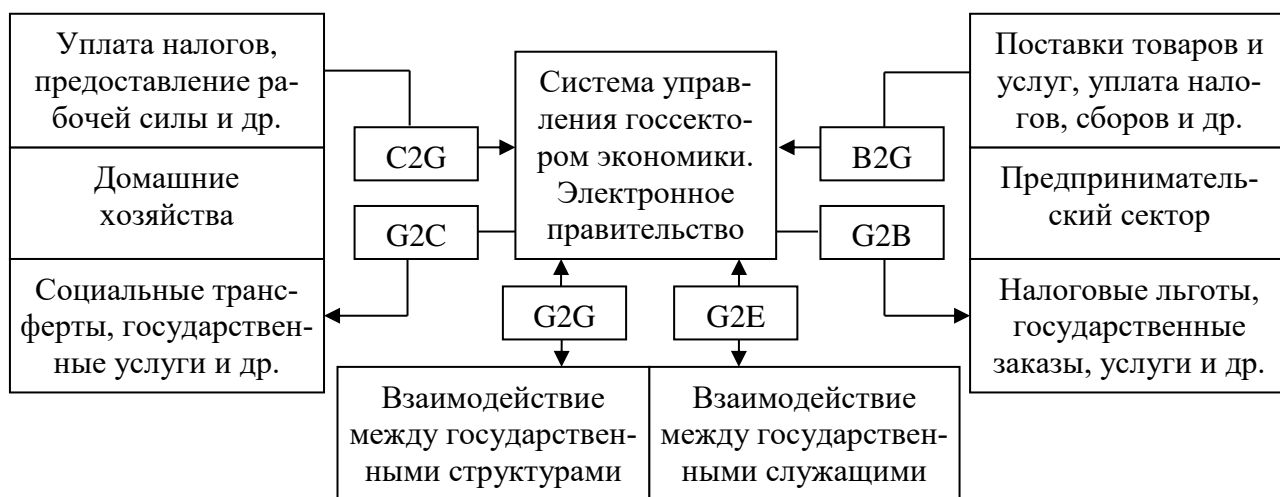 Уплата налогов,
предоставление ра-
бочей силы и др.
Домашние
хозяйства
Социальные транс-
ферты, государствен-
ные услуги и др.
C2G
G2C
Система управ-
ления госсекто-
ром экономики.
Электронное
правительство
G2G
G2E
Взаимодействие
между государствен-
ными структурами
Взаимодействие
между государствен-
ными служащими
B2G
G2B
Поставки товаров и
услуг, уплата нало-
гов, сборов и др.
Предприниматель-
ский сектор
Налоговые льготы,
государственные
заказы, услуги и др.